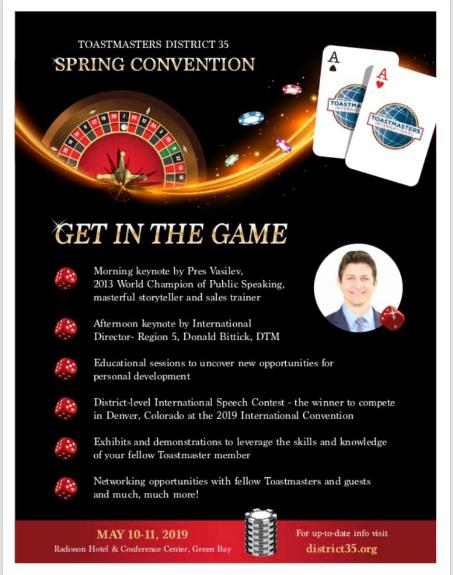 TOASTMASTERS DISTRICT 35
SPRING CONVENTION
A
A
TOASTMASTERS
GET IN THE GAME
Morning keynote by Pres Vasilev,
2013 World Champion of Public Speaking,
masterful storyteller and sales trainer
Afternoon keynote by International
Director- Region 5, Donald Bittick, DTM
Educational sessions to uncover new opportunities for
personal development
District-level International Speech Contest - the winner to compete
in Denver, Colorado at the 2019 International Convention
Exhibits and demonstrations to leverage the skills and knowledge
of your fellow Toastmaster member
Networking opportunities with fellow Toastmasters and guests
and much, much more!
MAY 10-11, 2019
Radisson Hotel & Conference Center, Green Bay
For up-to-date info visit
district35.org